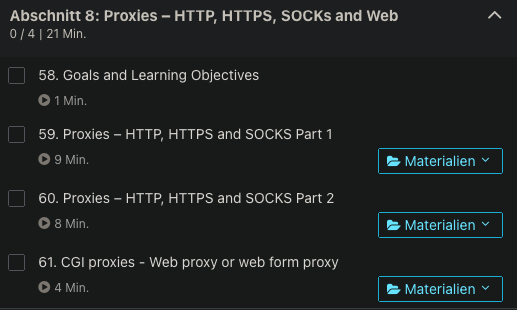 Abschnitt 8: Proxies – HTTP, HTTPS, SOCKs and Web
0 / 4 | 21 Min.
58. Goals and Learning Objectives
1 Min.
59. Proxies – HTTP, HTTPS and SOCKS Part 1
9 Min.
Materialien
60. Proxies – HTTP, HTTPS and SOCKS Part 2
8 Min.
Materialien
61. CGI proxies - Web proxy or web form proxy
4 Min.
Materialien